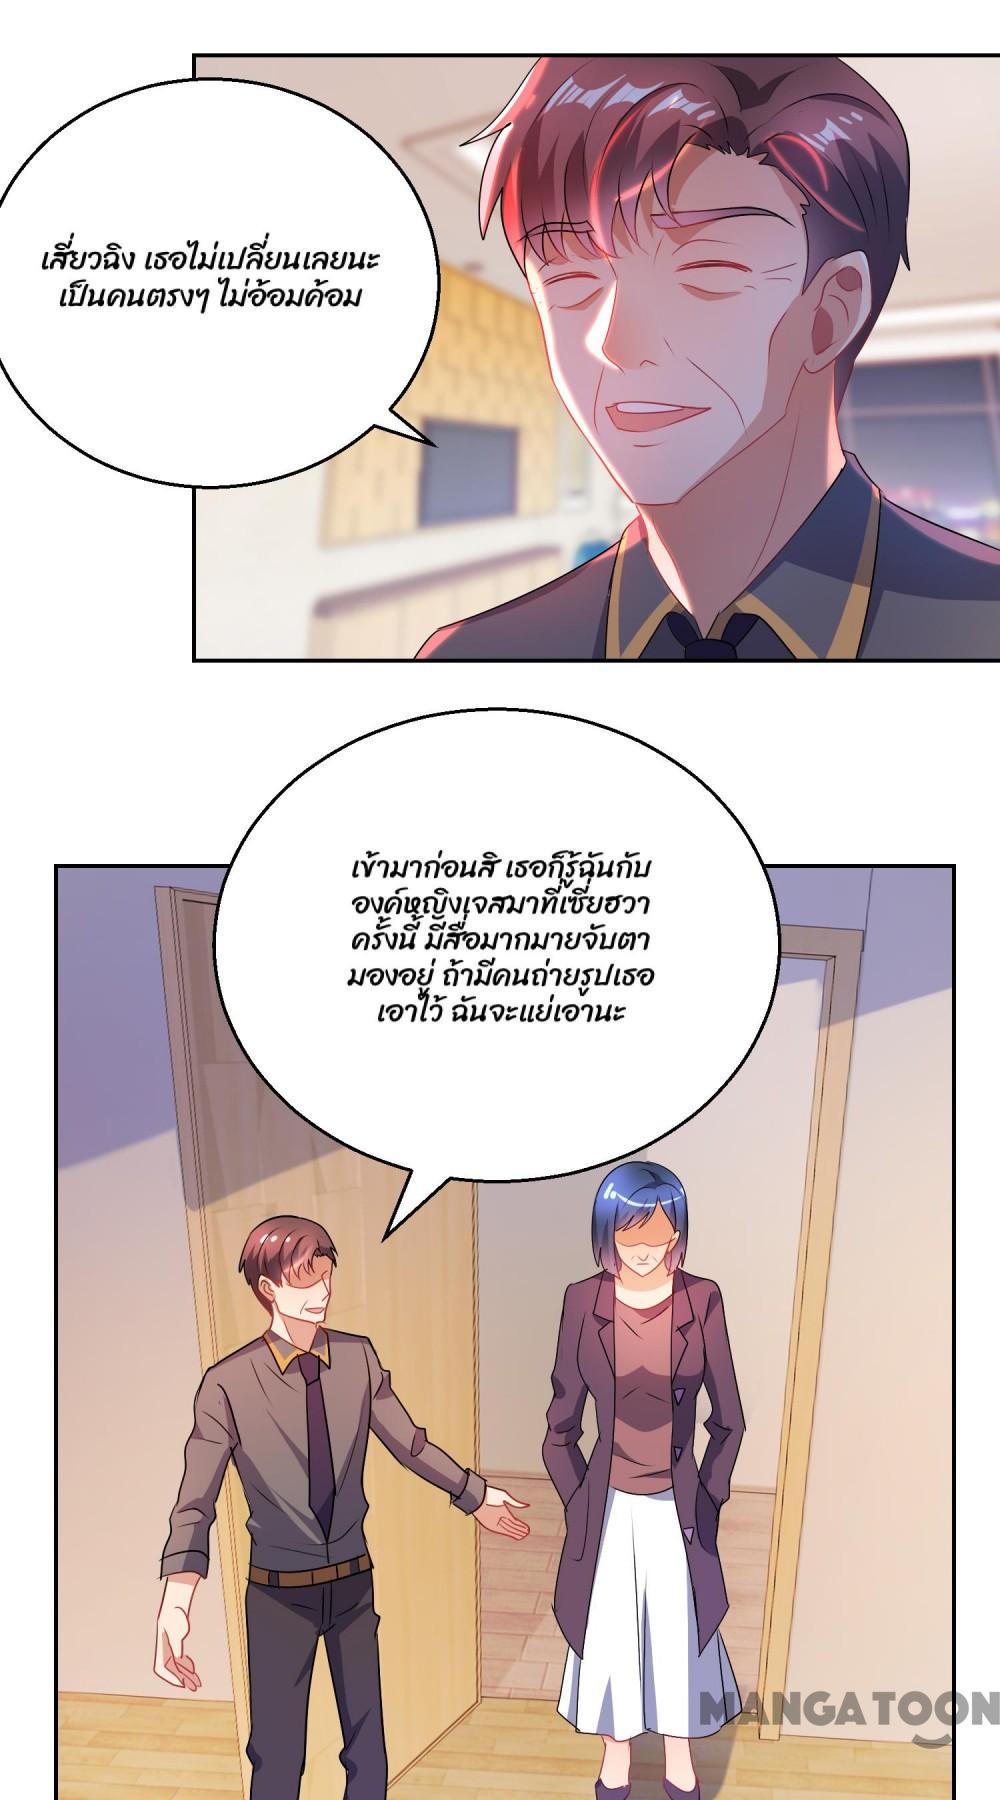 เสี่ยวฉิง เธอไม่เปลี่ยนเลยนะ
เป็นคนตรงๆ ไม่อ้อมค้อม
เข้ามาก่อนสิ เธอก็รู้ฉันกับ
องค์หญิงเจสมาที่เซี่ยฮวา
ครั้งนี้ มีสื่อมากมายจับตา
มองอยู่ ถ้ามีคนถ่ายรูปเธอ
เอาไว้ ฉันจะแย่เอานะ
MANGATOON